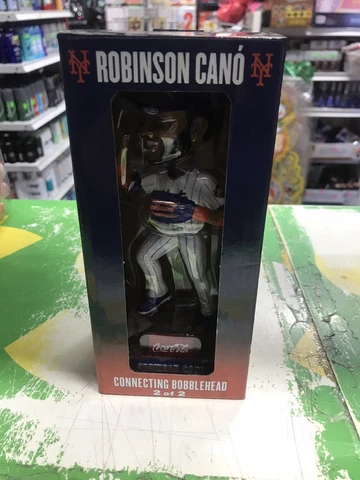 NY ROBINSON CANÓ NY
Coca-Cola
CONNECTING BOBBLEHEAD
2 of 2